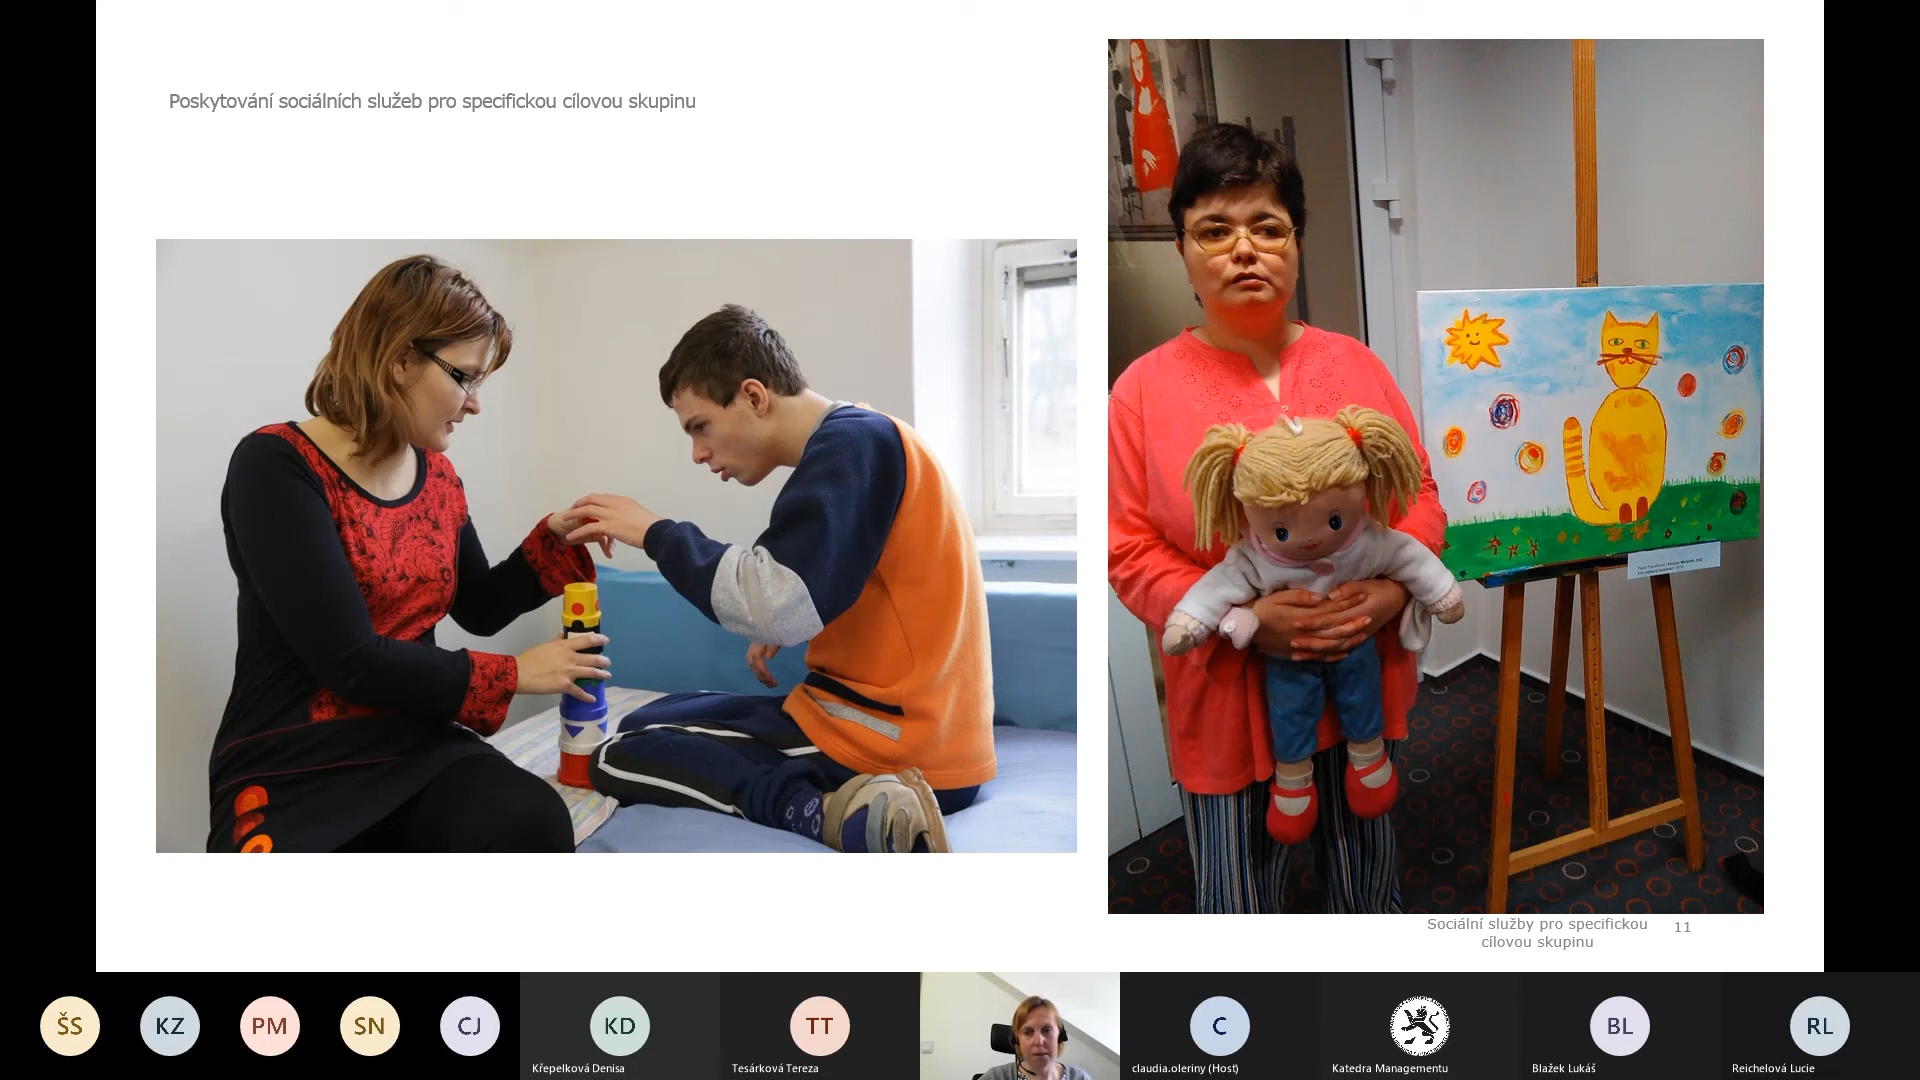 Poskytování sociálních služeb pro specifickou cílovou skupinu
Sociální služby pro specifickou
cílovou skupinu
11
ŠS
KZ
PM
SN
CJ
KD
Křepelková Denisa
TT
Tesárková Tereza
C
claudia.oleriny (Host)
Katedra Managementu
BL
Blažek Lukáš
RL
Reichelová Lucie